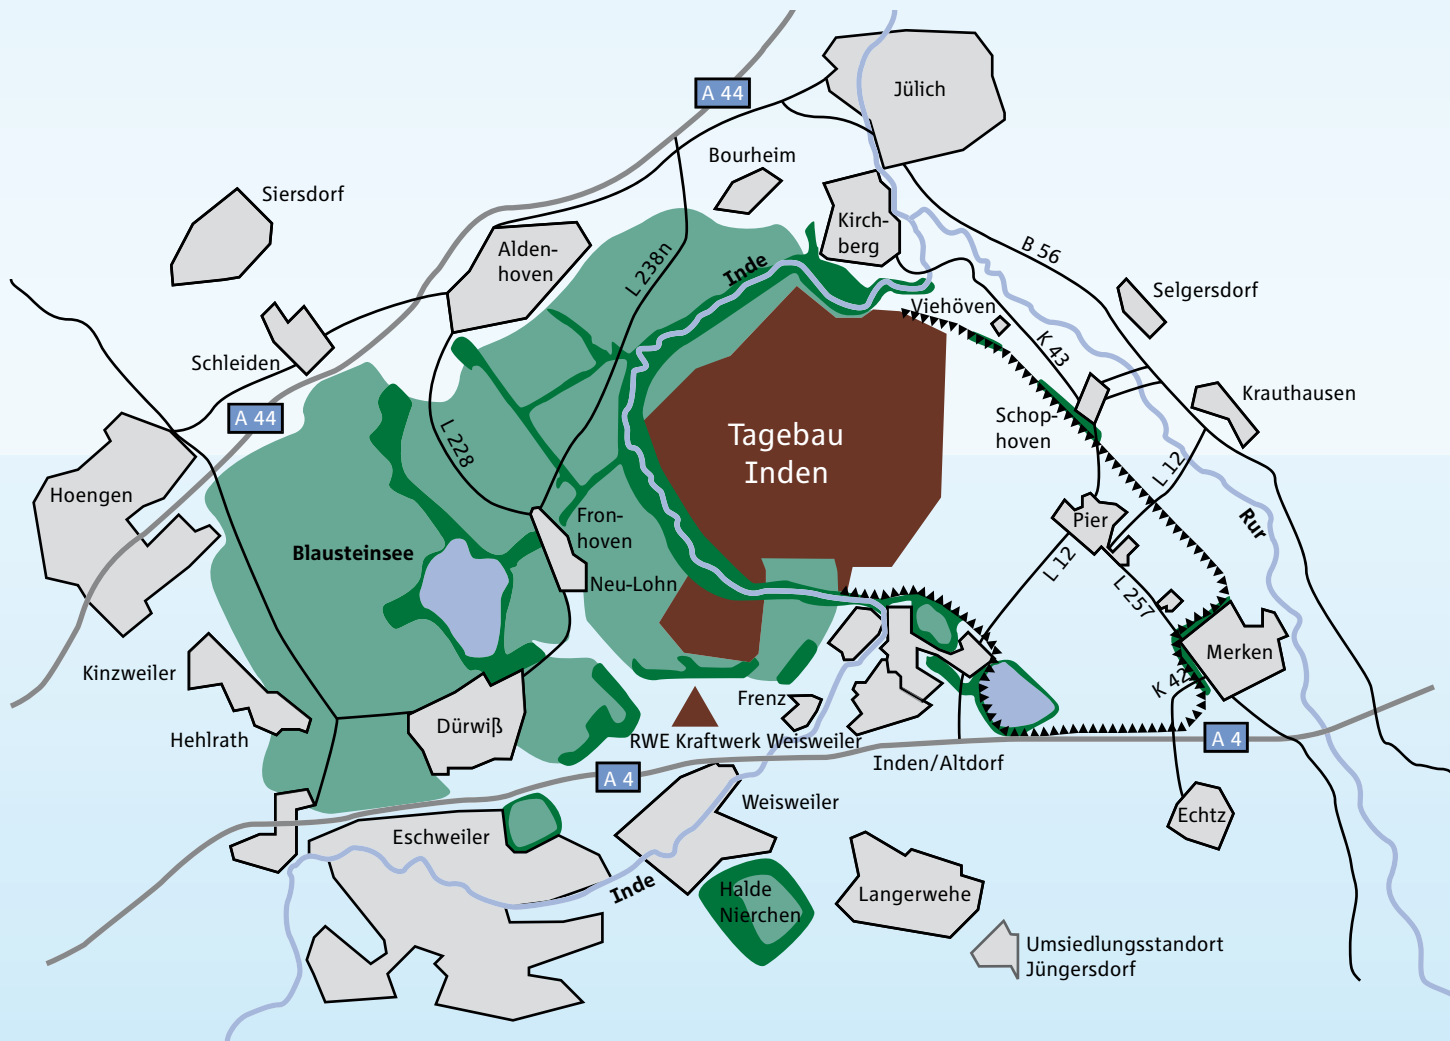 A 44
Jülich
Bourheim
Siersdorf
Kirch-
berg
Alden-
hoven
L 238n
Inde
B 56
Selgersdorf
Viehöven
K 43
Schleiden
A 44
Krauthausen
Schop-
hoven
L 228
Tagebau
Inden
L 12
Hoengen
Fron-
hoven
Pier
Rur
Blausteinsee
L 12
Neu-Lohn
L 257
Merken
Kinzweiler
K 42
Frenz
Dürwiß
Hehlrath
RWE Kraftwerk Weisweiler
A 4
Inden/Altdorf
A 4
Weisweiler
Echtz
Eschweiler
Inde
Halde
Nierchen
Langerwehe
Umsiedlungsstandort
Jüngersdorf